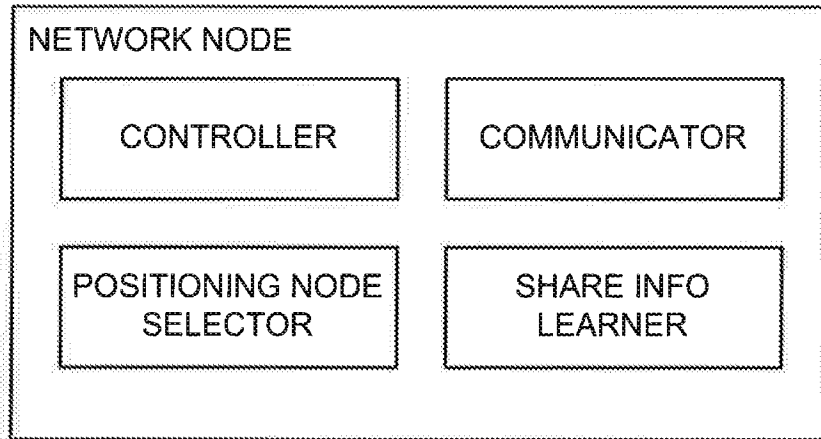 NETWORK NODE
CONTROLLER
COMMUNICATOR
POSITIONING NODE
SELECTOR
SHARE INFO
LEARNER